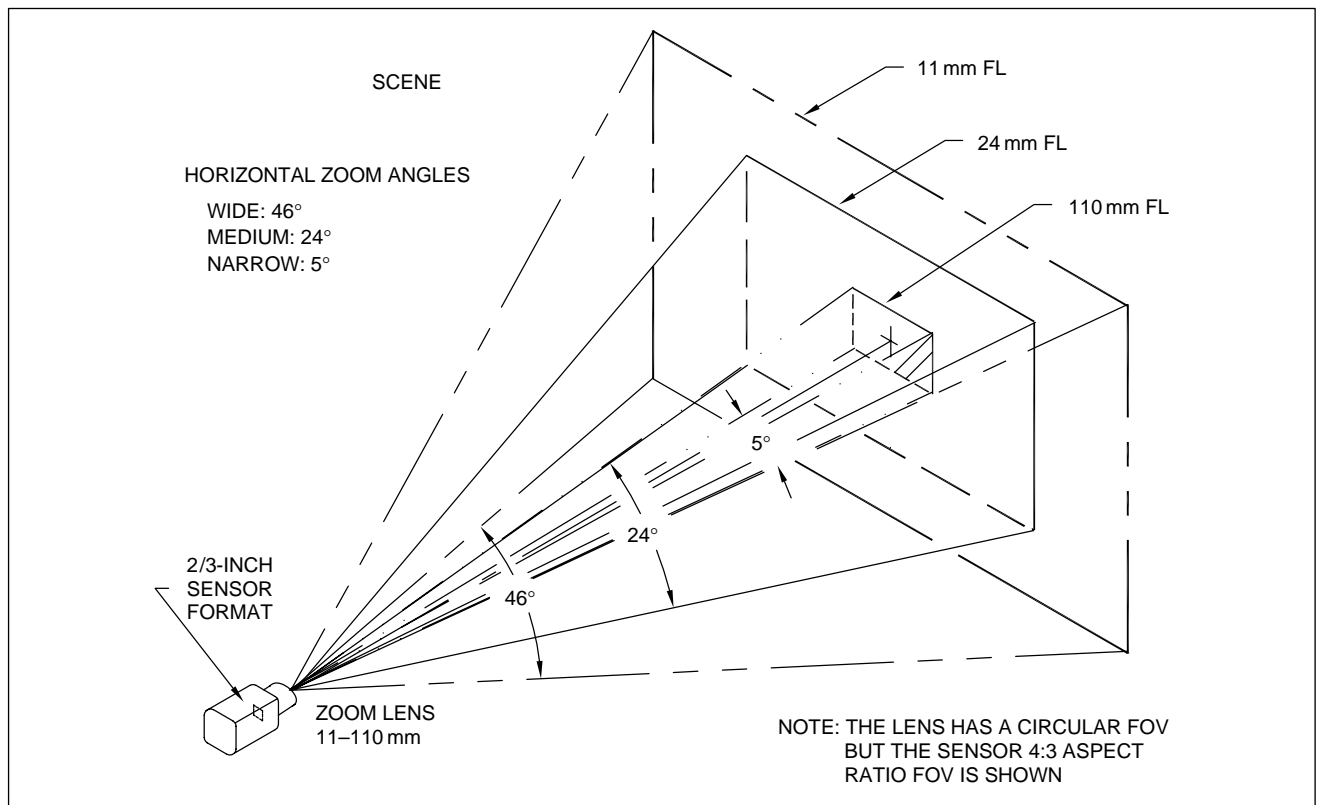 SCENE
11 mm FL
24 mm FL
110 mm FL
HORIZONTAL ZOOM ANGLES
WIDE: 46°
MEDIUM: 24°
NARROW: 5°
5°
24°
46°
2/3-INCH
SENSOR
FORMAT
ZOOM LENS
11–110 mm
NOTE: THE LENS HAS A CIRCULAR FOV
BUT THE SENSOR 4:3 ASPECT
RATIO FOV IS SHOWN